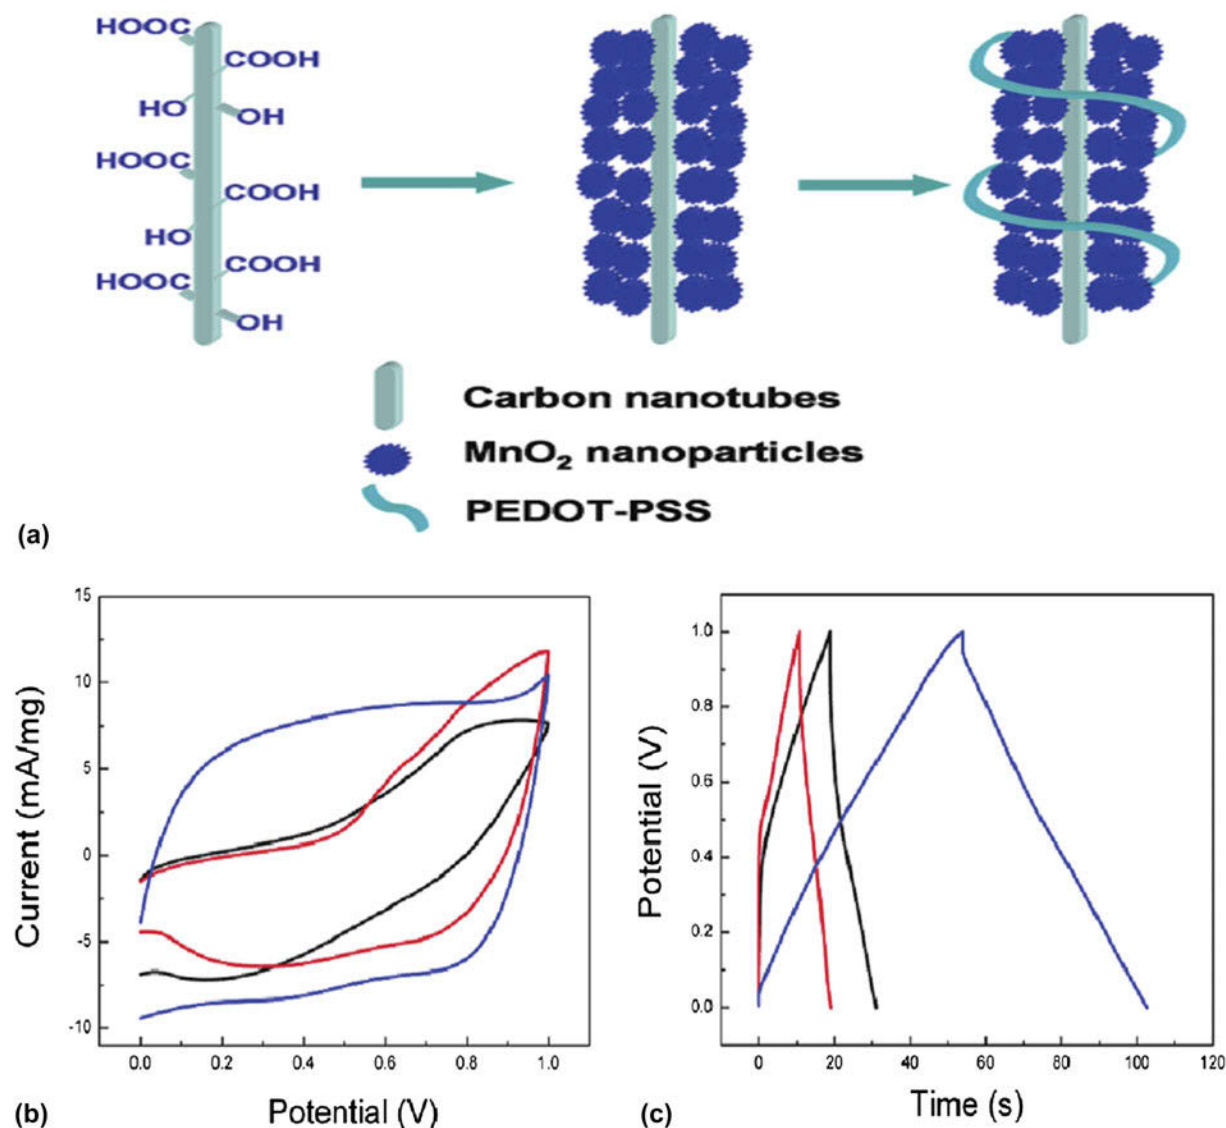 HOOC
COOH
HO
OH
HOOC
COOH
HO
COOH
HOOC
OH
Carbon nanotubes
MnO₂ nanoparticles
PEDOT-PSS
(a)
15
10
5
0
-5
-10
0.0 0.2 0.4 0.6 0.8 1.0
Current (mA/mg)
Potential (V)
(b)
1.0
0.8
0.6
0.4
0.2
0.0
0 20 40 60 80 100 120
Potential (V)
Time (s)
(c)